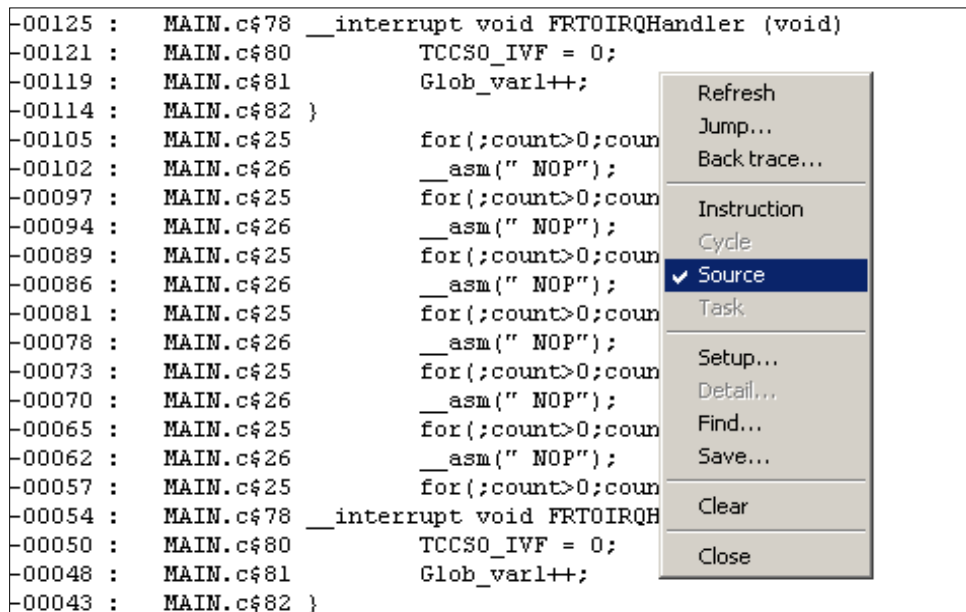 -00125 : MAIN.c$78 __interrupt void FRT0IRQHandler (void)
-00121 : MAIN.c$80 TCCS0_IVF = 0;
-00119 : MAIN.c$81 Glob_var1++;
-00114 : MAIN.c$82 }
-00105 : MAIN.c$25 for(;count>0;coun
-00102 : MAIN.c$26 __asm(" NOP");
-00097 : MAIN.c$25 for(;count>0;coun
-00094 : MAIN.c$26 __asm(" NOP");
-00089 : MAIN.c$25 for(;count>0;coun
-00086 : MAIN.c$26 __asm(" NOP");
-00081 : MAIN.c$25 for(;count>0;coun
-00078 : MAIN.c$26 __asm(" NOP");
-00073 : MAIN.c$25 for(;count>0;coun
-00070 : MAIN.c$26 __asm(" NOP");
-00065 : MAIN.c$25 for(;count>0;coun
-00062 : MAIN.c$26 __asm(" NOP");
-00057 : MAIN.c$25 for(;count>0;coun
-00054 : MAIN.c$78 __interrupt void FRT0IRQH
-00050 : MAIN.c$80 TCCS0_IVF = 0;
-00048 : MAIN.c$81 Glob_var1++;
-00043 : MAIN.c$82 }
Refresh
Jump...
Back trace...
Instruction
Cycle
Source
Task
Setup...
Detail...
Find...
Save...
Clear
Close